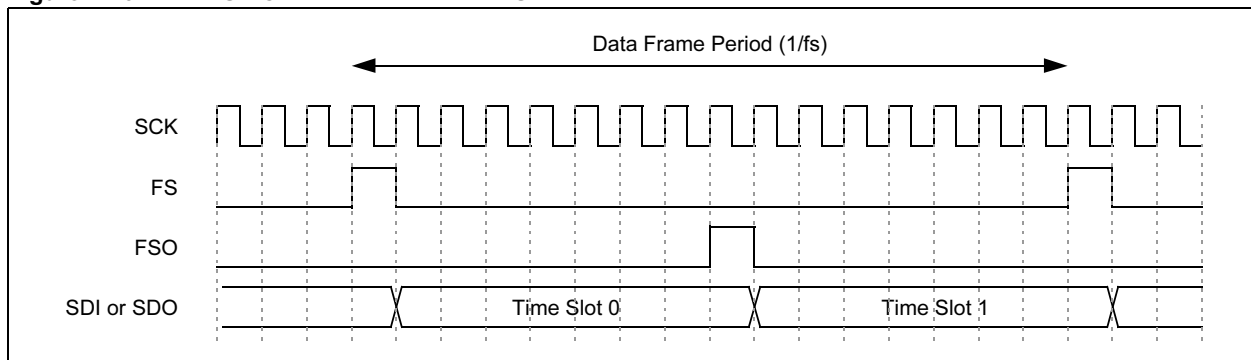 Data Frame Period (1/fs)
SCK
FS
FSO
SDI or SDO
Time Slot 0
Time Slot 1